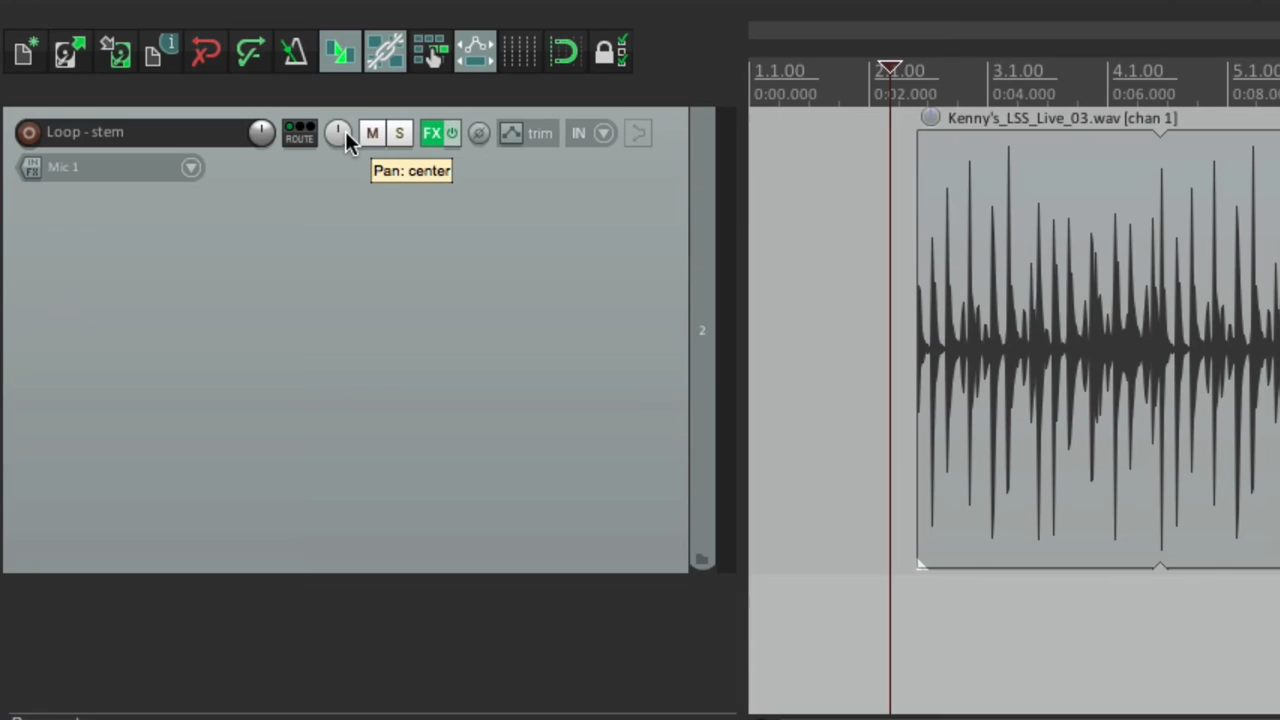 1.1.00 2.1.00 3.1.00 4.1.00 5.1.00
0:00.000 0:02.000 0:04.000 0:06.000 0:08.0
Kenny's_LSS_Live_03.wav [chan 1]
Loop - stem ROUTE M S FX trim IN
IN FX Mic 1
Pan: center
2